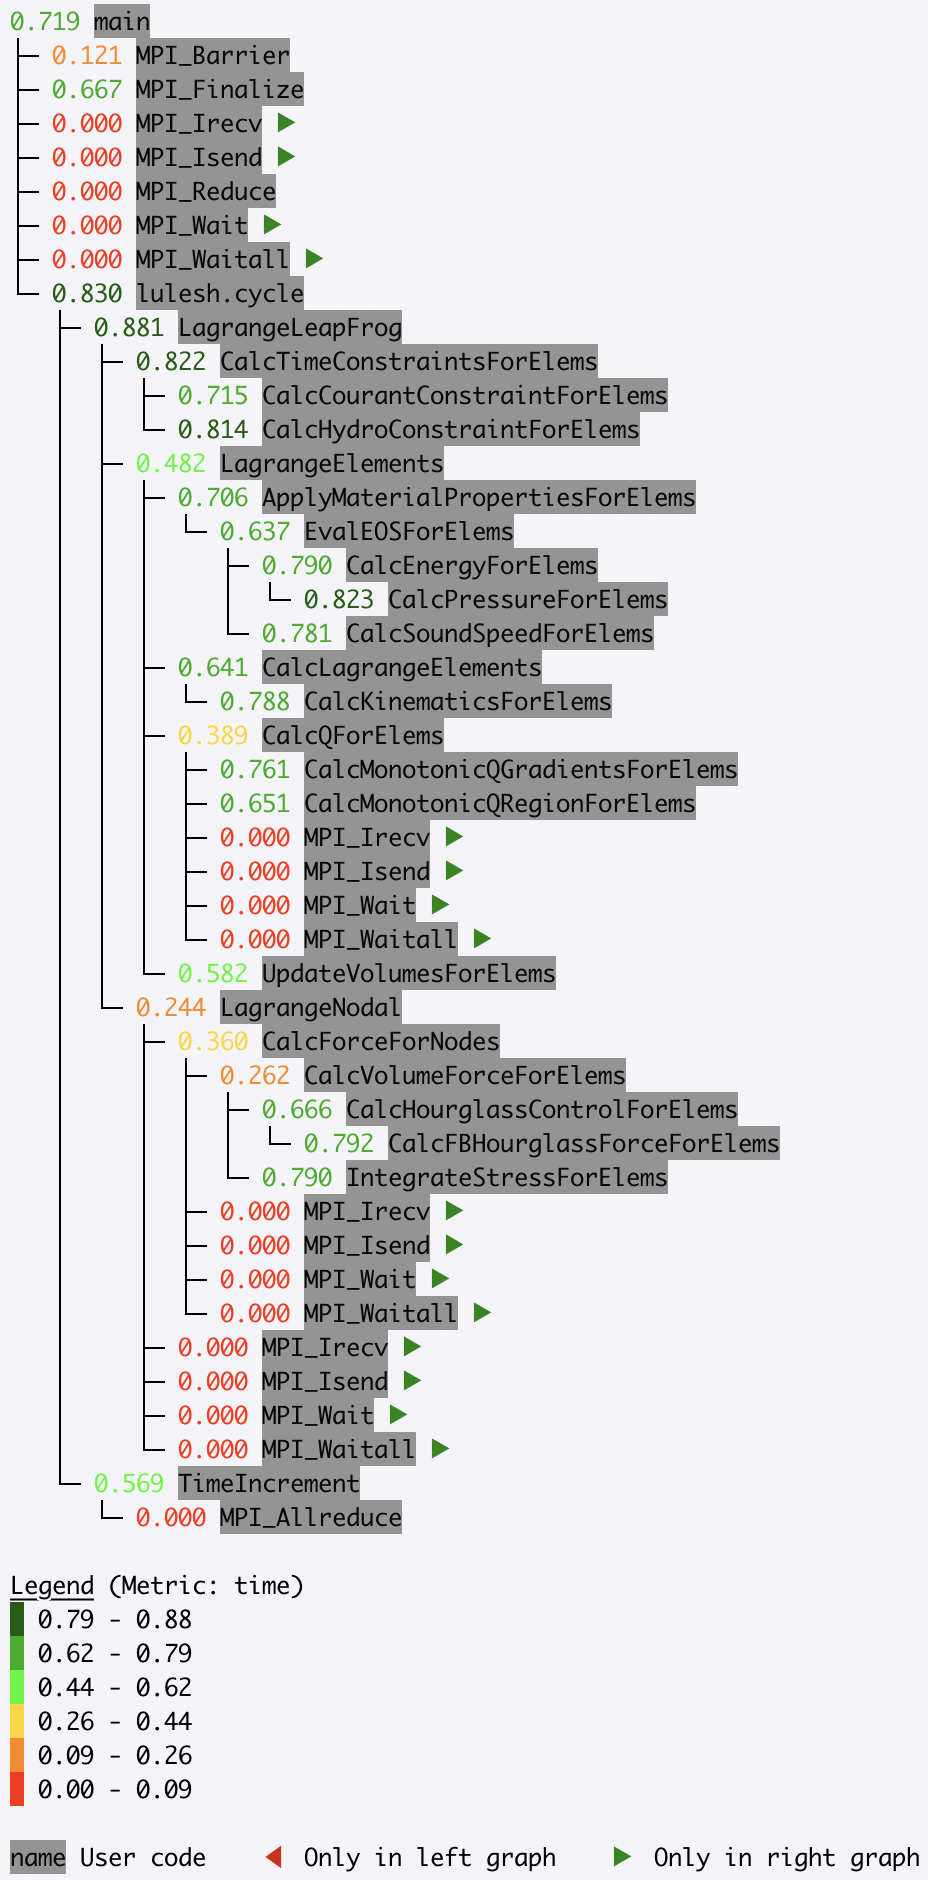 0.719 main
0.121 MPI_Barrier
0.667 MPI_Finalize
0.000 MPI_Irecv ▶
0.000 MPI_Isend ▶
0.000 MPI_Reduce
0.000 MPI_Wait ▶
0.000 MPI_Waitall ▶
0.830 lulesh.cycle
0.881 LagrangeLeapFrog
0.822 CalcTimeConstraintsForElems
0.715 CalcCourantConstraintForElems
0.814 CalcHydroConstraintForElems
0.482 LagrangeElements
0.706 ApplyMaterialPropertiesForElems
0.637 EvalEOSForElems
0.790 CalcEnergyForElems
0.823 CalcPressureForElems
0.781 CalcSoundSpeedForElems
0.641 CalcLagrangeElements
0.788 CalcKinematicsForElems
0.389 CalcQForElems
0.761 CalcMonotonicQGradientsForElems
0.651 CalcMonotonicQRegionForElems
0.000 MPI_Irecv ▶
0.000 MPI_Isend ▶
0.000 MPI_Wait ▶
0.000 MPI_Waitall ▶
0.582 UpdateVolumesForElems
0.244 LagrangeNodal
0.360 CalcForceForNodes
0.262 CalcVolumeForceForElems
0.666 CalcHourglassControlForElems
0.792 CalcFBHourglassForceForElems
0.790 IntegrateStressForElems
0.000 MPI_Irecv ▶
0.000 MPI_Isend ▶
0.000 MPI_Wait ▶
0.000 MPI_Waitall ▶
0.000 MPI_Irecv ▶
0.000 MPI_Isend ▶
0.000 MPI_Wait ▶
0.000 MPI_Waitall ▶
0.569 TimeIncrement
0.000 MPI_Allreduce
Legend (Metric: time)
0.79 - 0.88
0.62 - 0.79
0.44 - 0.62
0.26 - 0.44
0.09 - 0.26
0.00 - 0.09
name User code ◀ Only in left graph ▶ Only in right graph